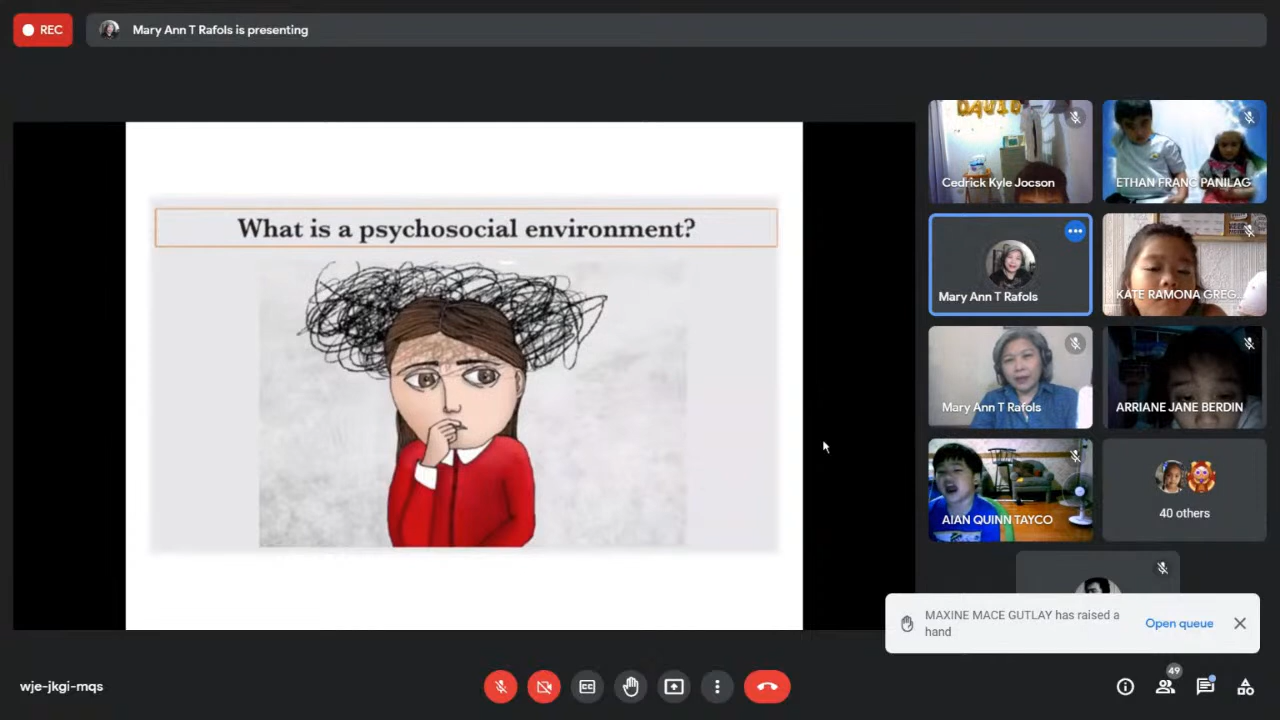 REC
Mary Ann T Rafols is presenting
What is a psychosocial environment?
Cedrick Kyle Jocson
ETHAN FRANC PANILAG
Mary Ann T Rafols
KATE RAMONA GREG...
Mary Ann T Rafols
ARRIANE JANE BERDIN
AIAN QUINN TAYCO
40 others
MAXINE MACE GUTLAY has raised a
hand
Open queue
wje-jkgi-mqs
49